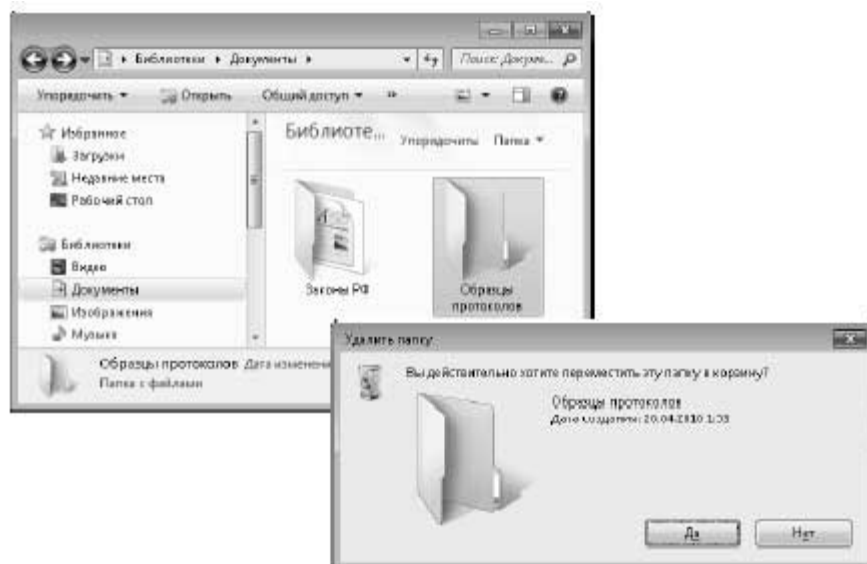 Библиотеки ▸ Документы ▸
Поиск: Докуме...
Упорядочить Открыть Общий доступ »
Избранное
Загрузки
Недавние места
Рабочий стол
Библиотеки
Видео
Документы
Изображения
Музыка
Библиоте...
Упорядочить Папка
Законы РФ
Образцы
протоколов
Образцы протоколов Дата изменени
Папка с файлами
Удалить папку
Вы действительно хотите переместить эту папку в корзину?
Образцы протоколов
Дата создания: 20.04.2010 1:33
Да Нет